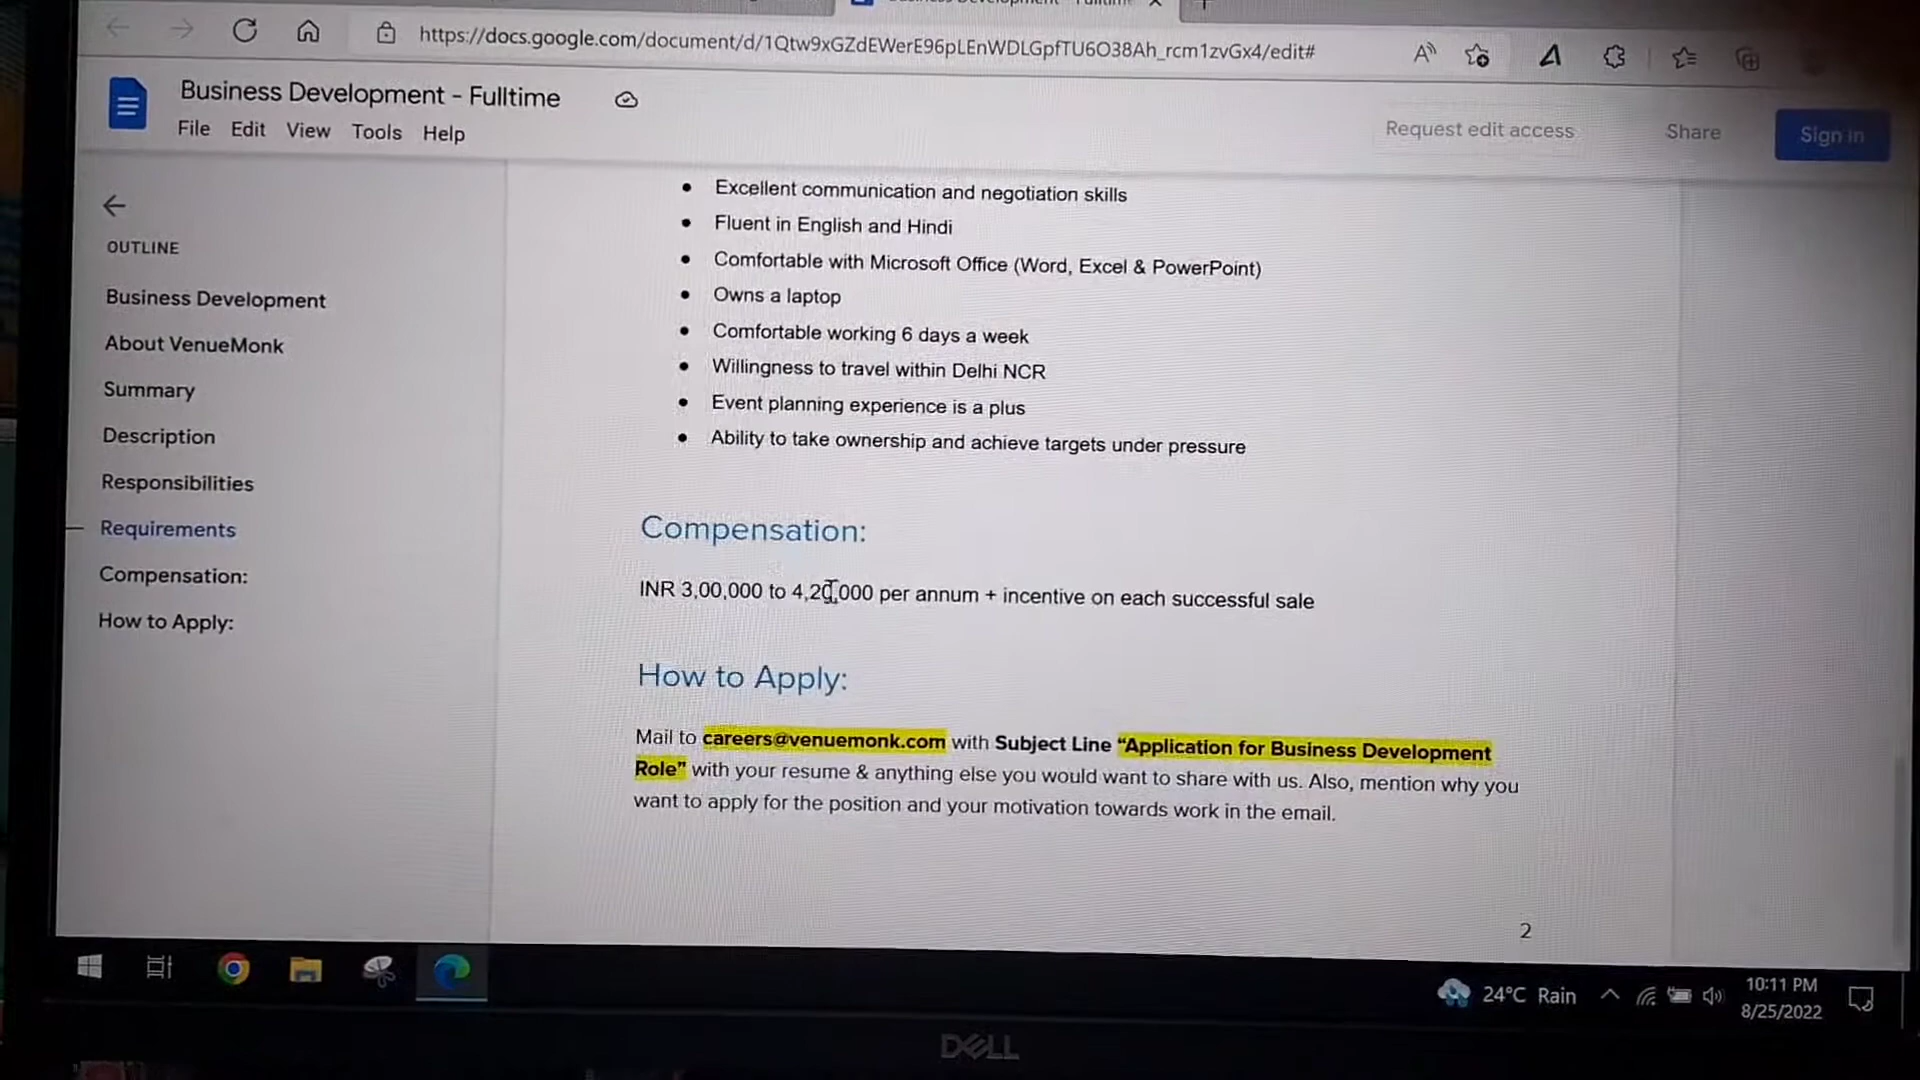 https://docs.google.com/document/d/1Qtw9xGZdEWerE96pLEnWDLGpfTU6O38Ah_rcm1zvGx4/edit#
Business Development - Fulltime
File Edit View Tools Help
Request edit access
Share
Sign in
OUTLINE
Business Development
About VenueMonk
Summary
Description
Responsibilities
Requirements
Compensation:
How to Apply:
• Excellent communication and negotiation skills
• Fluent in English and Hindi
• Comfortable with Microsoft Office (Word, Excel & PowerPoint)
• Owns a laptop
• Comfortable working 6 days a week
• Willingness to travel within Delhi NCR
• Event planning experience is a plus
• Ability to take ownership and achieve targets under pressure
Compensation:
INR 3,00,000 to 4,20,000 per annum + incentive on each successful sale
How to Apply:
Mail to careers@venuemonk.com with Subject Line “Application for Business Development
Role” with your resume & anything else you would want to share with us. Also, mention why you
want to apply for the position and your motivation towards work in the email.
2
24°C Rain
10:11 PM
8/25/2022
DELL